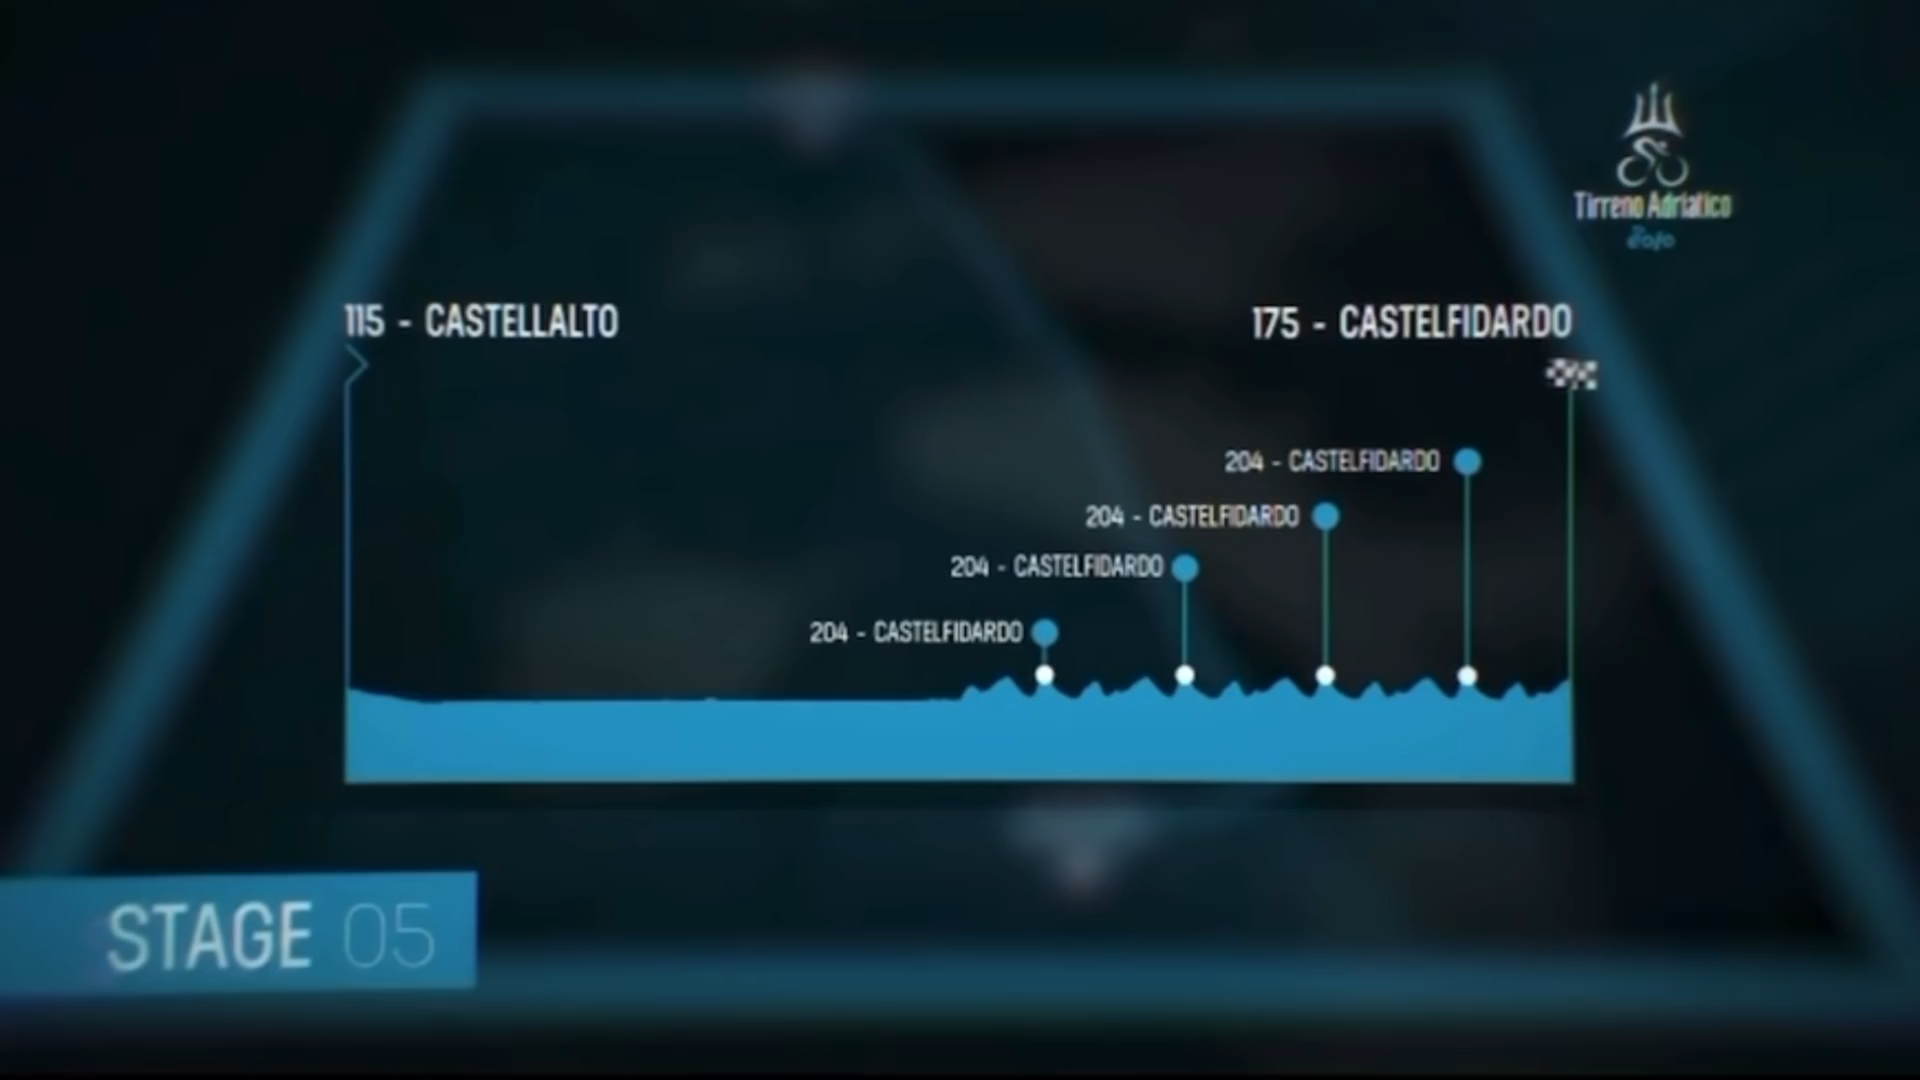 Tirreno Adriatico
115 - CASTELLALTO
175 - CASTELFIDARDO
204 - CASTELFIDARDO
204 - CASTELFIDARDO
204 - CASTELFIDARDO
204 - CASTELFIDARDO
STAGE 05